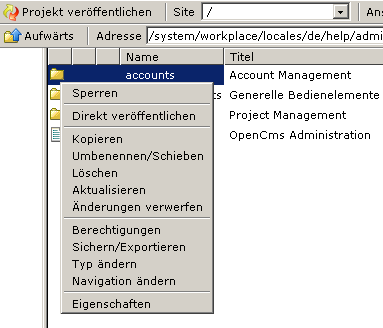 Projekt veröffentlichen Site / Ans
Aufwärts Adresse /system/workplace/locales/de/help/admi
Name Titel
accounts Account Management
Sperren
Generelle Bedienelemente
Direkt veröffentlichen
Project Management
Kopieren
OpenCms Administration
Umbenennen/Schieben
Löschen
Aktualisieren
Änderungen verwerfen
Berechtigungen
Sichern/Exportieren
Typ ändern
Navigation ändern
Eigenschaften